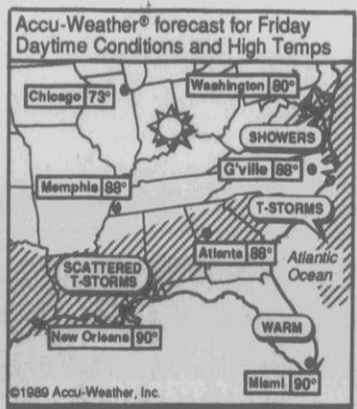 Accu-Weather® forecast for Friday
Daytime Conditions and High Temps
Washington 80°
Chicago 73°
SHOWERS
G'ville 88°
Memphis 88°
T-STORMS
Atlanta 88°
Atlantic
Ocean
SCATTERED
T-STORMS
WARM
New Orleans 90°
Miami 90°
©1989 Accu-Weather, Inc.